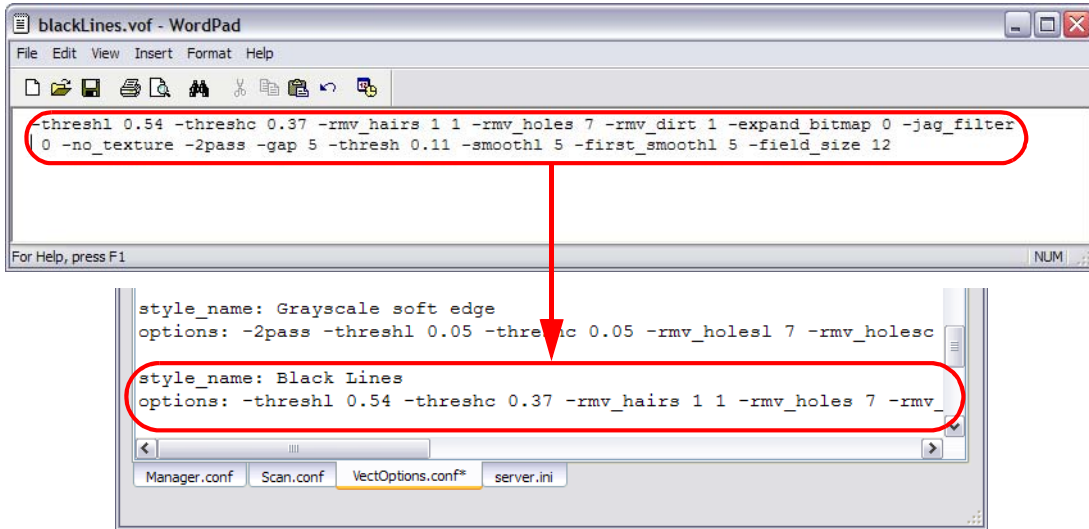 blackLines.vof - WordPad
File Edit View Insert Format Help
-threshl 0.54 -threshc 0.37 -rmv_hairs 1 1 -rmv_holes 7 -rmv_dirt 1 -expand_bitmap 0 -jag_filter
0 -no_texture -2pass -gap 5 -thresh 0.11 -smoothl 5 -first_smoothl 5 -field_size 12
For Help, press F1
NUM
style_name: Grayscale soft edge
options: -2pass -threshl 0.05 -threshc 0.05 -rmv_holesl 7 -rmv_holesc
style_name: Black Lines
options: -threshl 0.54 -threshc 0.37 -rmv_hairs 1 1 -rmv_holes 7 -rmv_
Manager.conf Scan.conf VectOptions.conf* server.ini